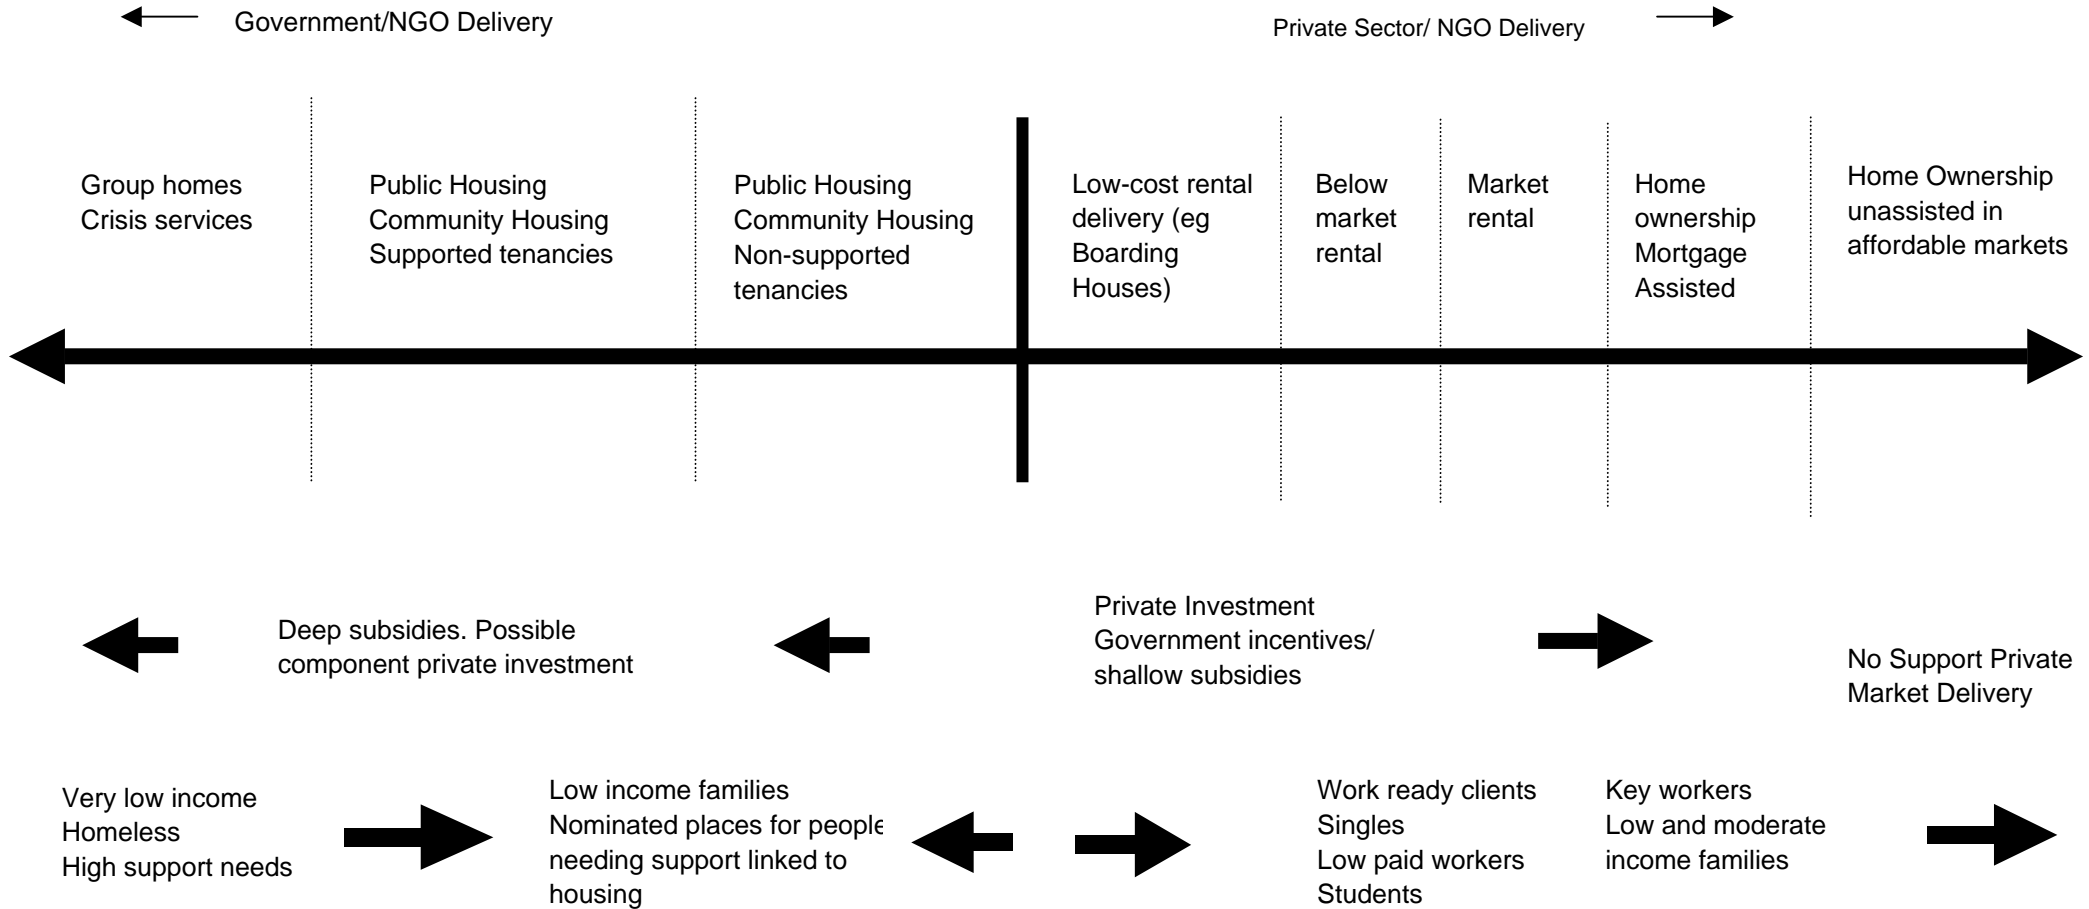 Government/NGO Delivery
Private Sector/ NGO Delivery
Group homes
Crisis services
Public Housing
Community Housing
Supported tenancies
Public Housing
Community Housing
Non-supported
tenancies
Low-cost rental
delivery (eg
Boarding
Houses)
Below
market
rental
Market
rental
Home
ownership
Mortgage
Assisted
Home Ownership
unassisted in
affordable markets
Deep subsidies. Possible
component private investment
Private Investment
Government incentives/
shallow subsidies
No Support Private
Market Delivery
Very low income
Homeless
High support needs
Low income families
Nominated places for people
needing support linked to
housing
Work ready clients
Singles
Low paid workers
Students
Key workers
Low and moderate
income families